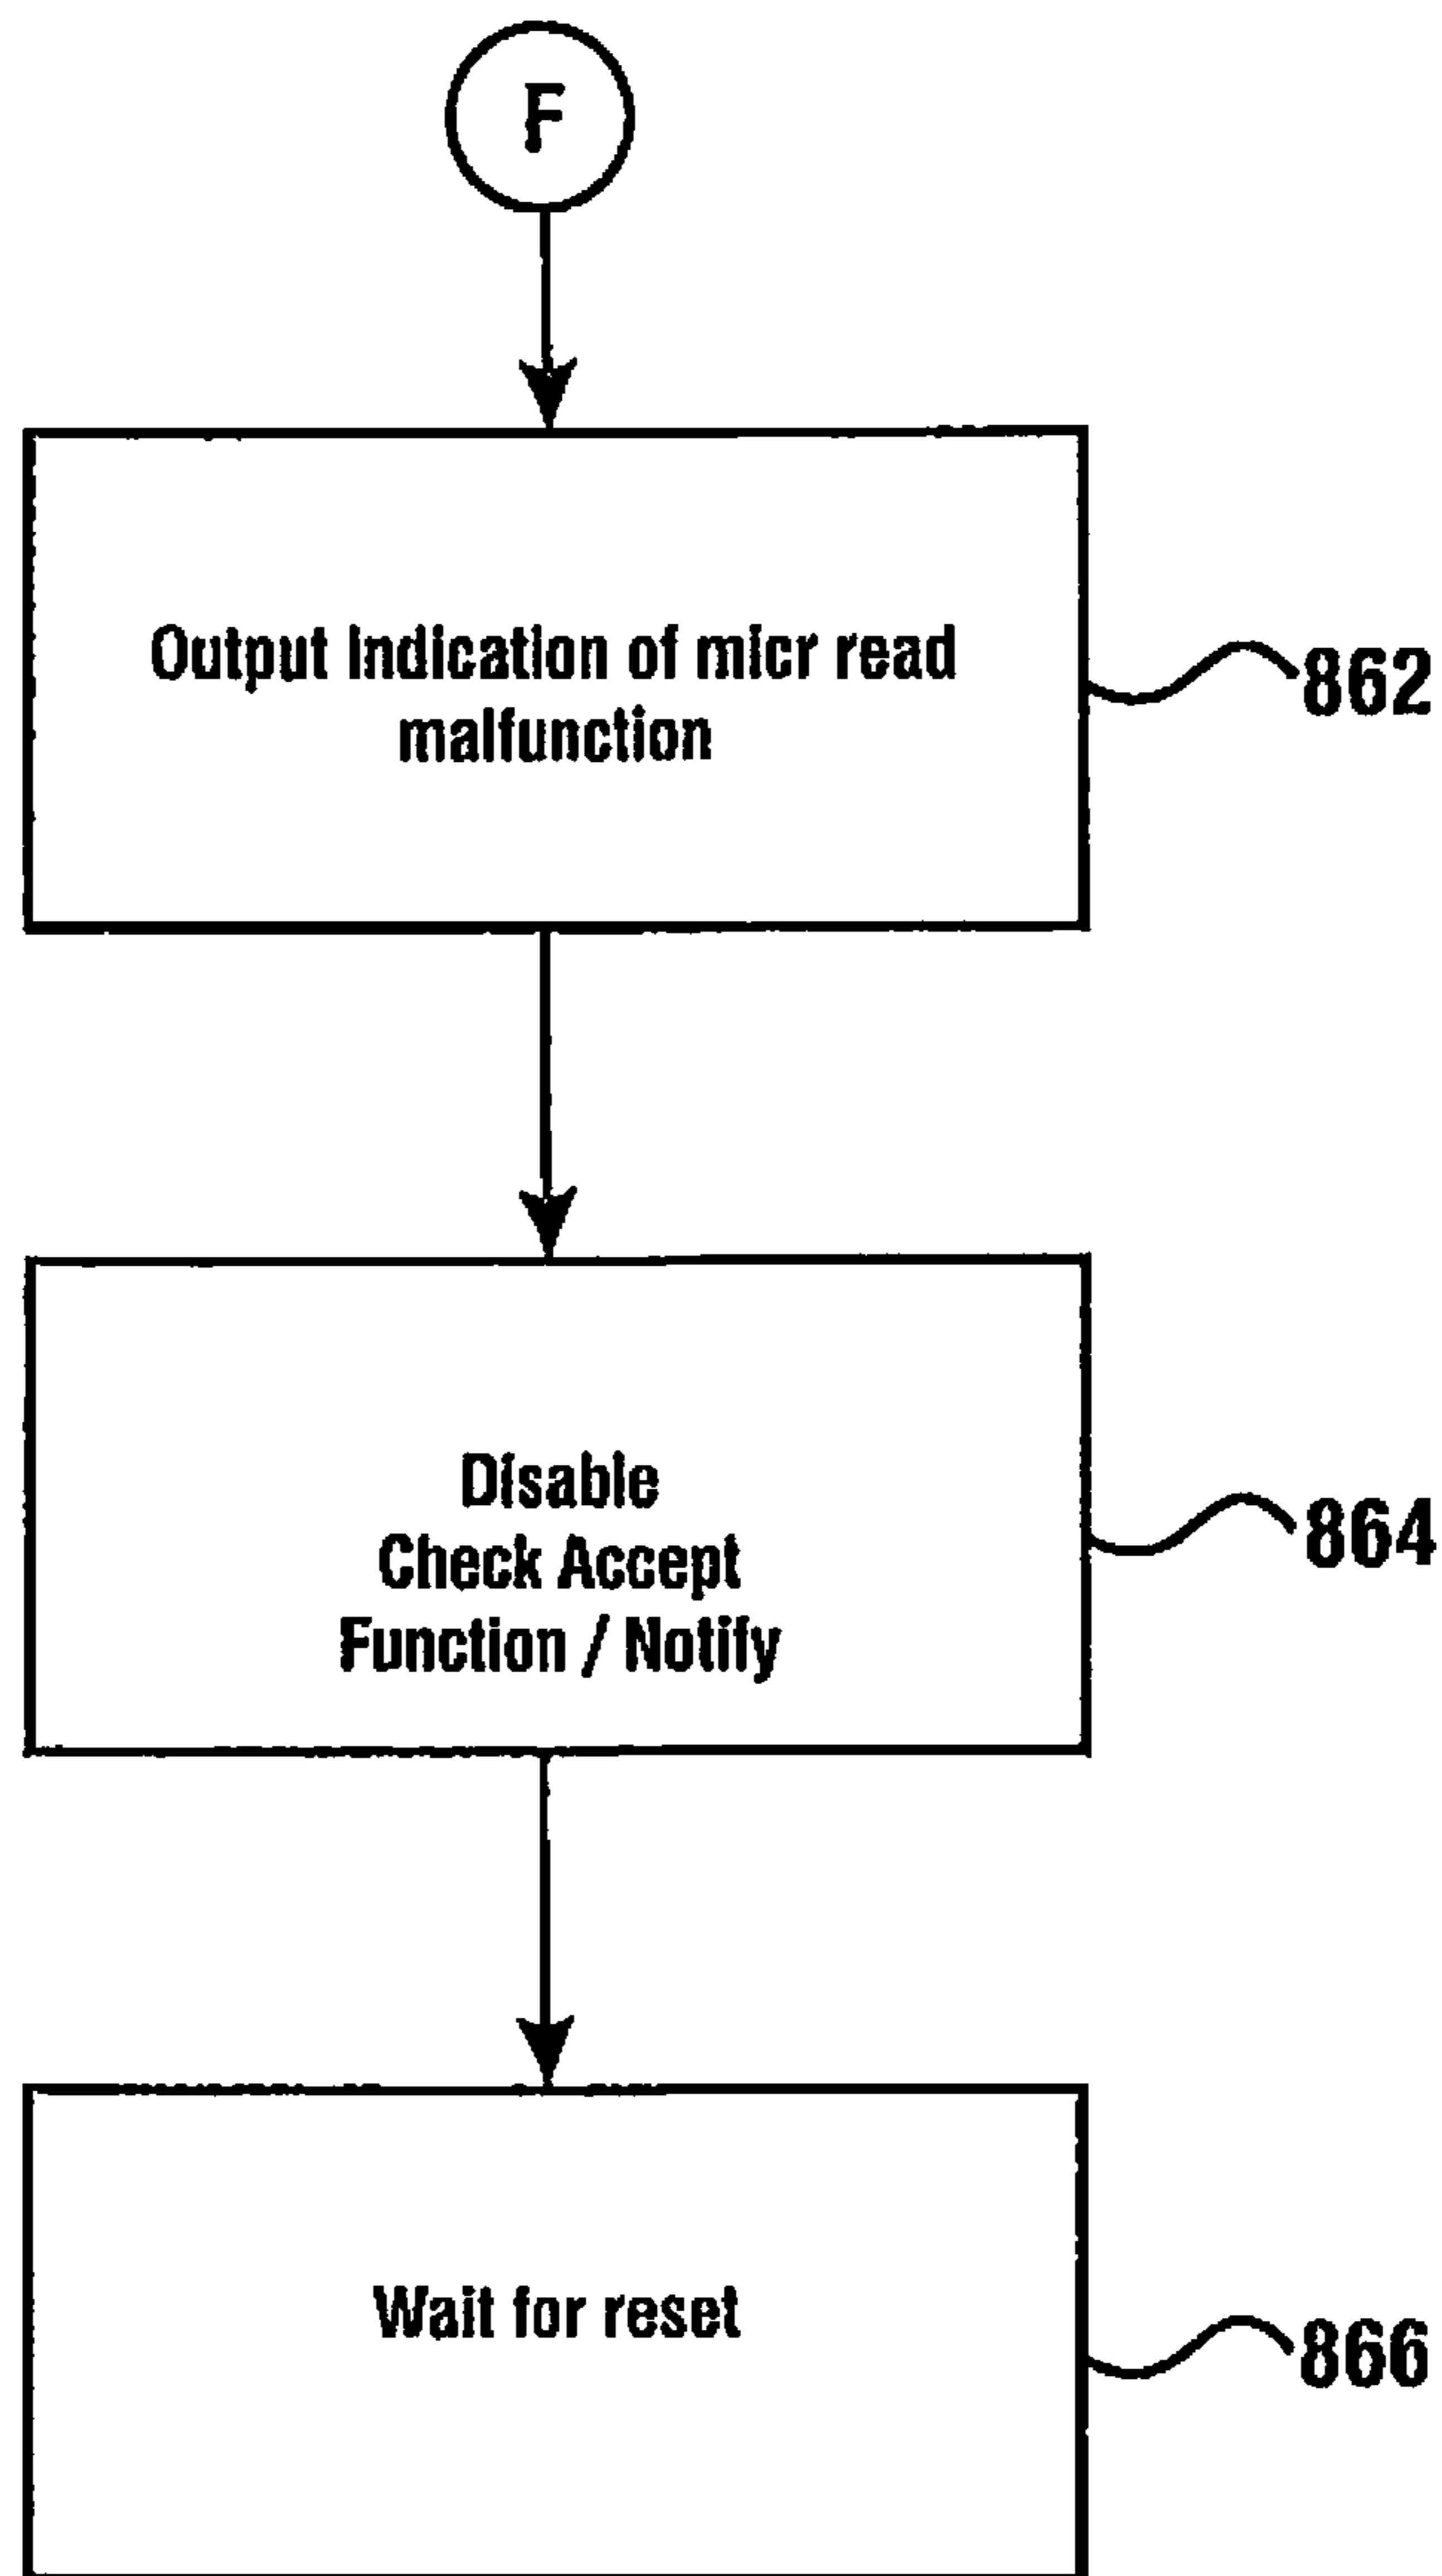 F
Output Indication of micr read
malfunction
862
Disable
Check Accept
Function / Notify
864
Wait for reset
866